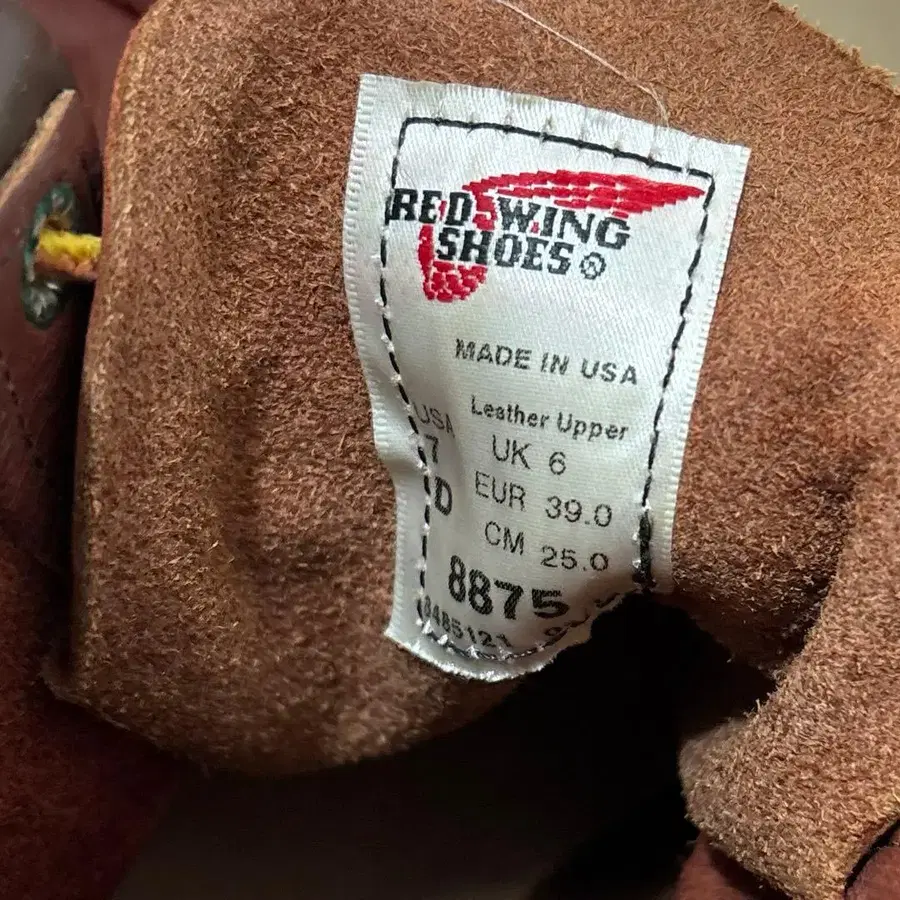 RED WING
SHOES ®
MADE IN USA
Leather Upper
USA UK 6
7 EUR 39.0
D CM 25.0
8875